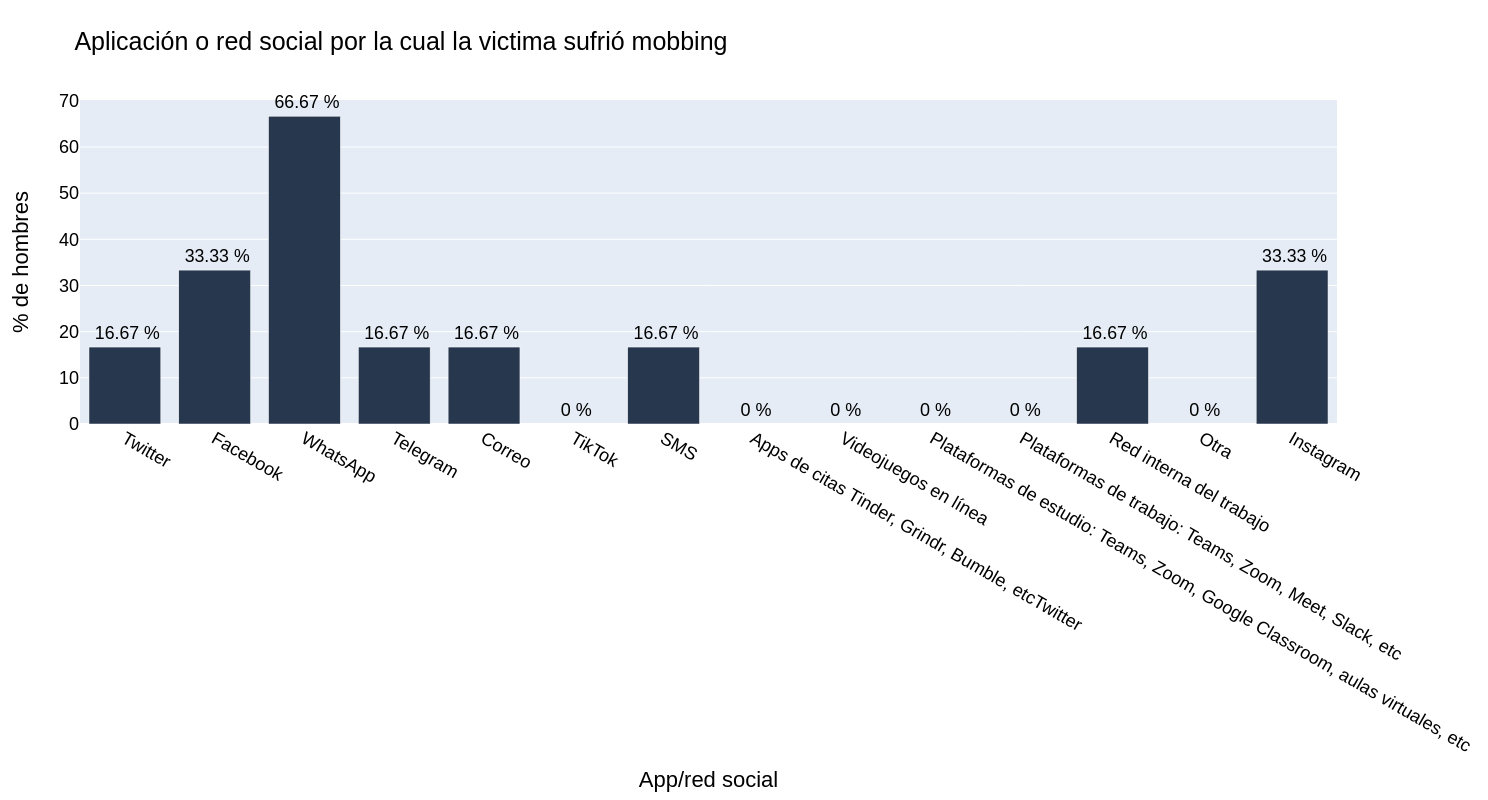 Aplicación o red social por la cual la victima sufrió mobbing
% de hombres
70
60
50
40
30
20
10
0
16.67 %
33.33 %
66.67 %
16.67 %
16.67 %
0 %
16.67 %
0 %
0 %
0 %
0 %
16.67 %
0 %
33.33 %
Twitter
Facebook
WhatsApp
Telegram
Correo
TikTok
SMS
Apps de citas Tinder, Grindr, Bumble, etcTwitter
Videojuegos en línea
Plataformas de estudio: Teams, Zoom, Google Classroom, aulas virtuales, etc
Plataformas de trabajo: Teams, Zoom, Meet, Slack, etc
Red interna del trabajo
Otra
Instagram
App/red social